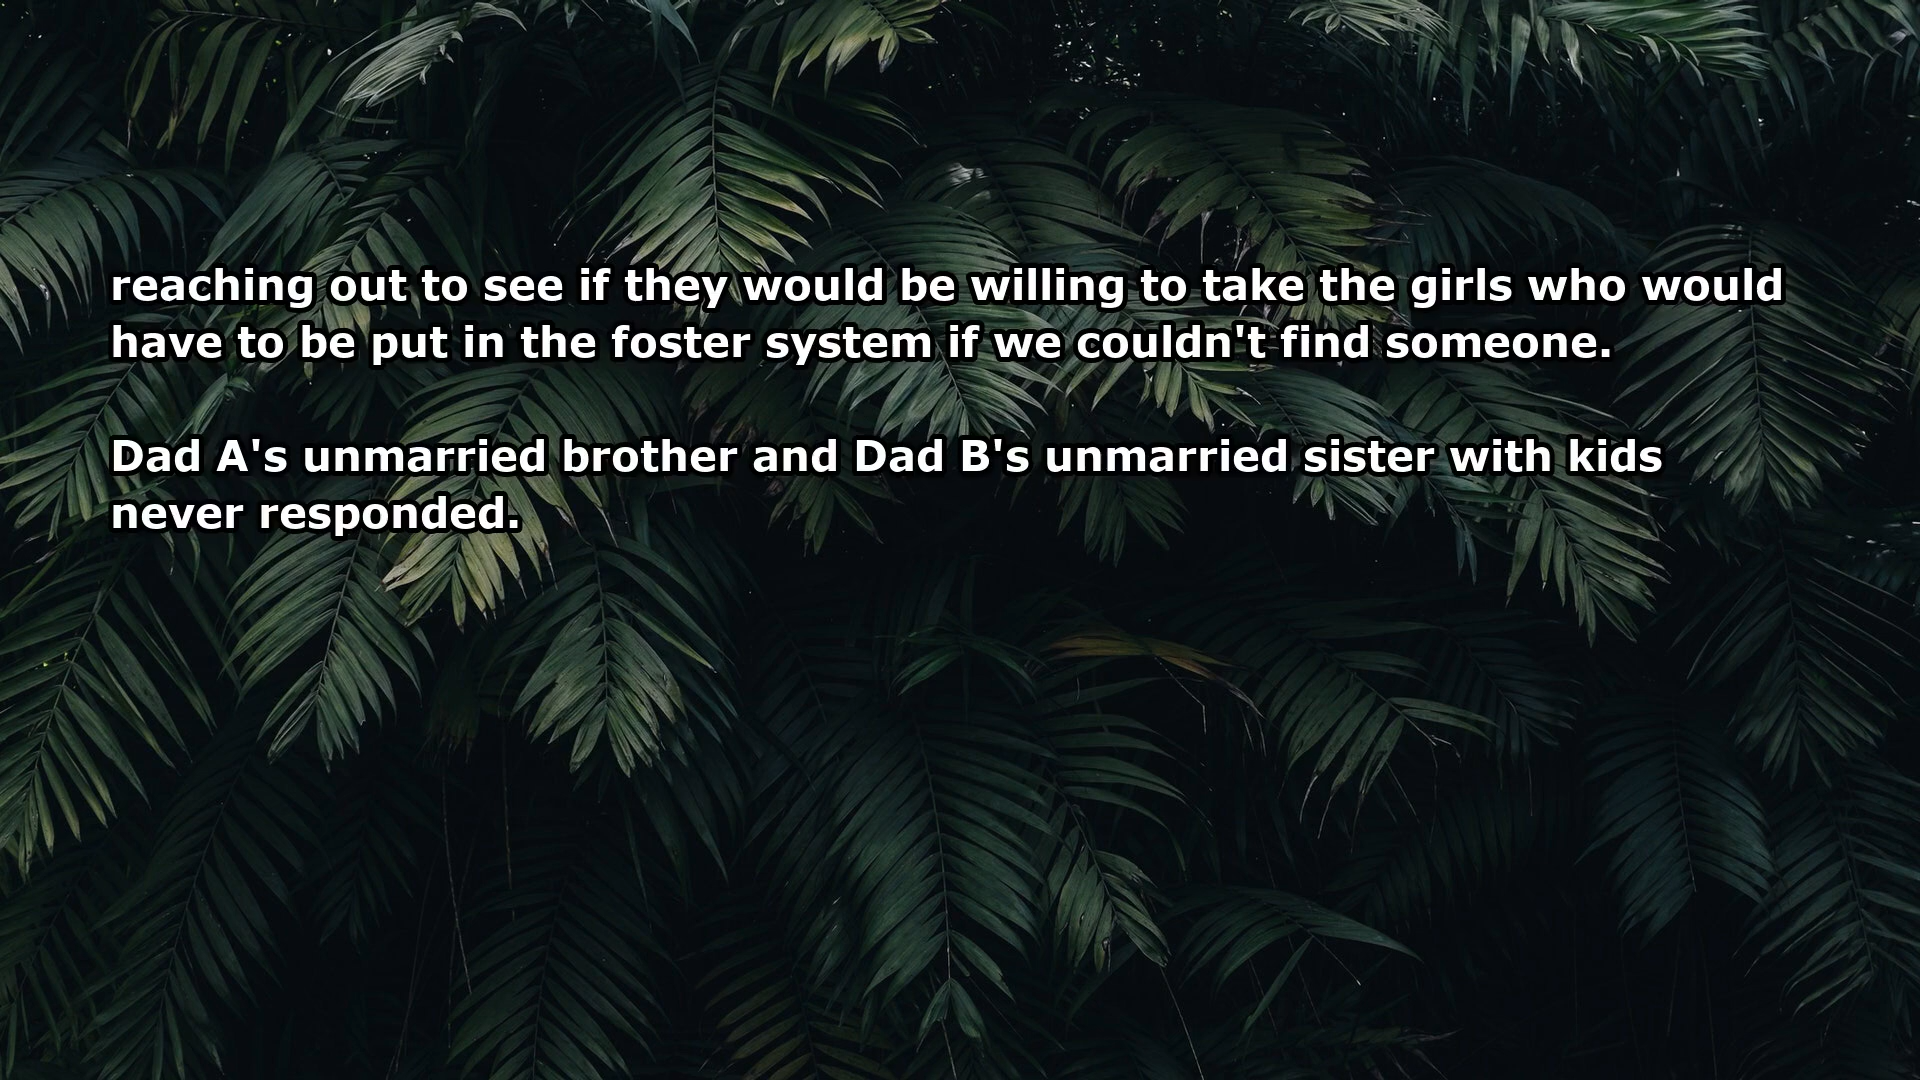 reaching out to see if they would be willing to take the girls who would
have to be put in the foster system if we couldn't find someone.
Dad A's unmarried brother and Dad B's unmarried sister with kids
never responded.